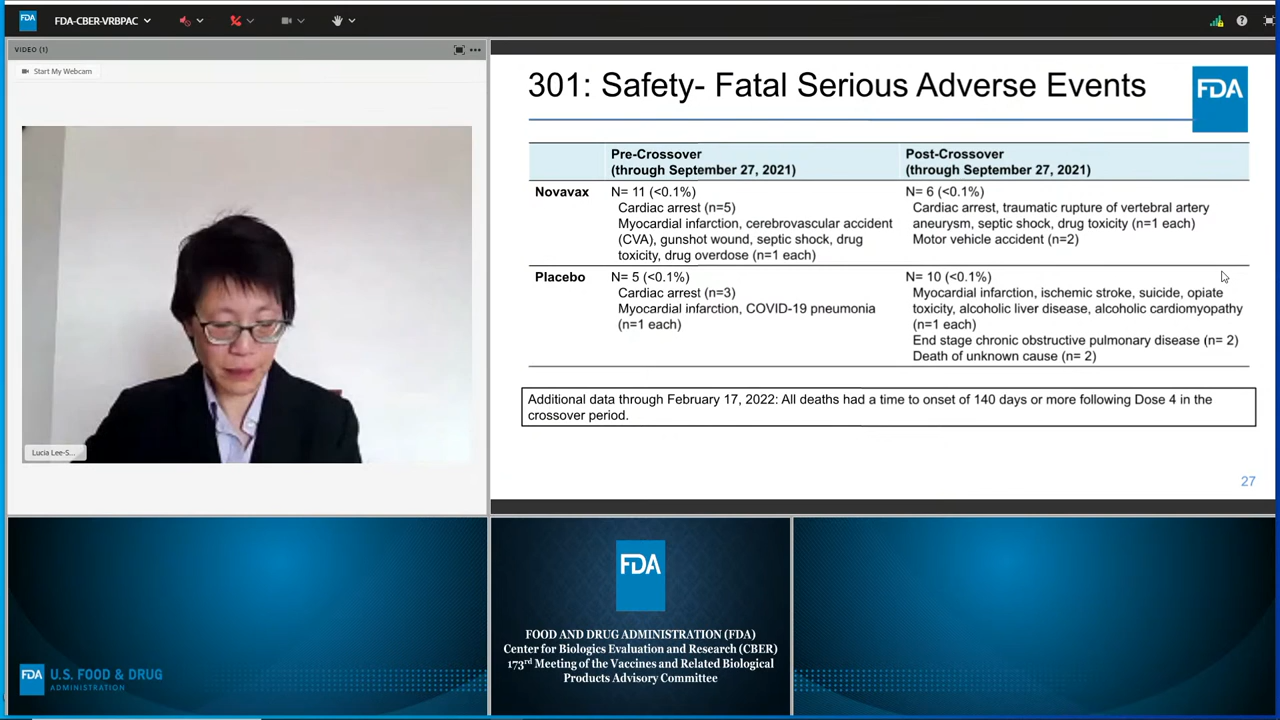 FDA
FDA-CBER-VRBPAC
VIDEO (1)
Start My Webcam
Lucia Lee-S...
301: Safety- Fatal Serious Adverse Events
FDA
Pre-Crossover
(through September 27, 2021)
Post-Crossover
(through September 27, 2021)
Novavax
N= 11 (<0.1%)
Cardiac arrest (n=5)
Myocardial infarction, cerebrovascular accident
(CVA), gunshot wound, septic shock, drug
toxicity, drug overdose (n=1 each)
N= 6 (<0.1%)
Cardiac arrest, traumatic rupture of vertebral artery
aneurysm, septic shock, drug toxicity (n=1 each)
Motor vehicle accident (n=2)
Placebo
N= 5 (<0.1%)
Cardiac arrest (n=3)
Myocardial infarction, COVID-19 pneumonia
(n=1 each)
N= 10 (<0.1%)
Myocardial infarction, ischemic stroke, suicide, opiate
toxicity, alcoholic liver disease, alcoholic cardiomyopathy
(n=1 each)
End stage chronic obstructive pulmonary disease (n= 2)
Death of unknown cause (n= 2)
Additional data through February 17, 2022: All deaths had a time to onset of 140 days or more following Dose 4 in the
crossover period.
27
FDA
U.S. FOOD & DRUG
ADMINISTRATION
FDA
FOOD AND DRUG ADMINISTRATION (FDA)
Center for Biologics Evaluation and Research (CBER)
173rd Meeting of the Vaccines and Related Biological
Products Advisory Committee